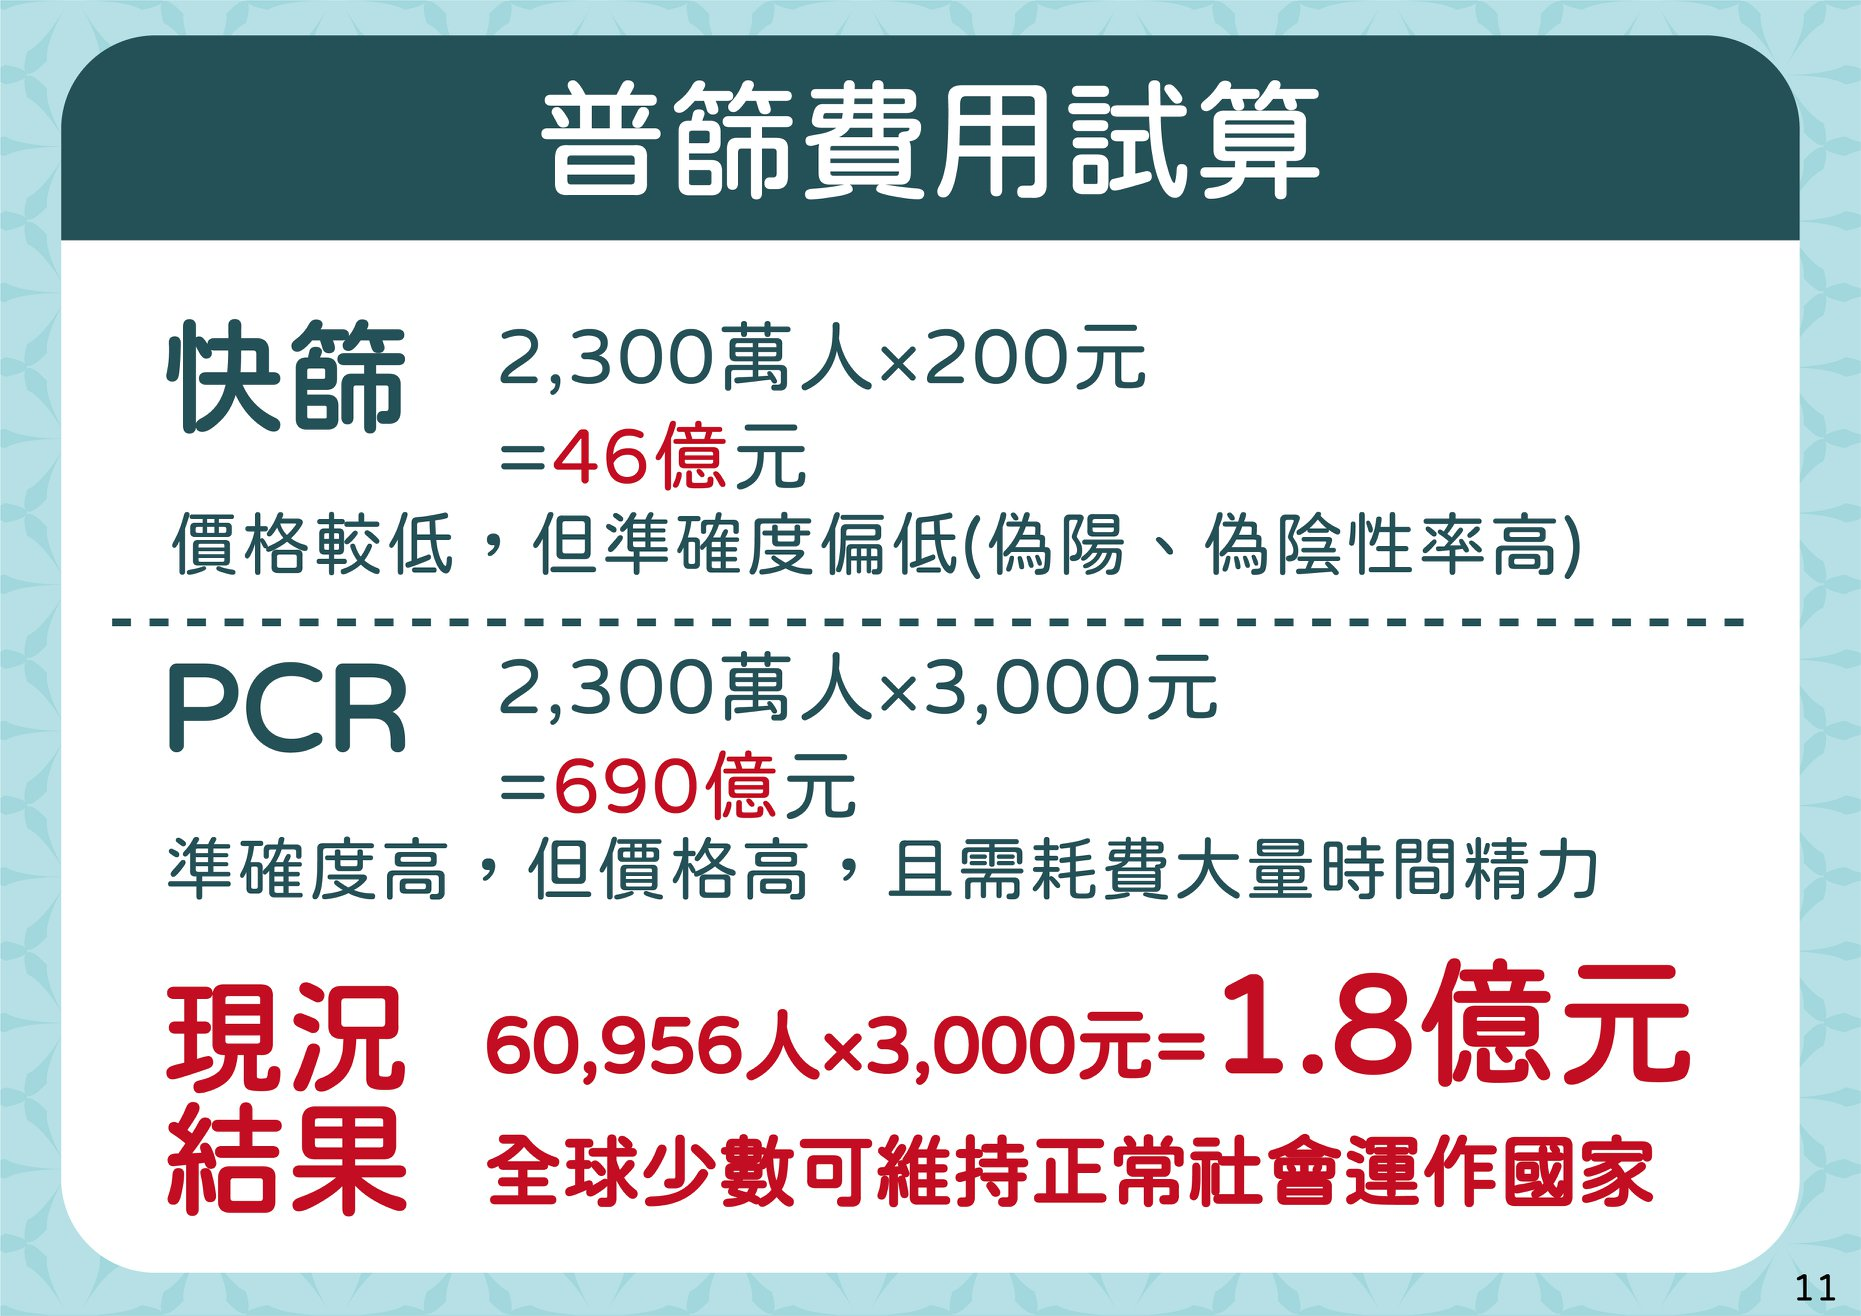 普篩費用試算
快篩 2,300萬人×200元
=46億元
價格較低，但準確度偏低(偽陽、偽陰性率高)
PCR 2,300萬人×3,000元
=690億元
準確度高，但價格高，且需耗費大量時間精力
現況 60,956人×3,000元=1.8億元
結果 全球少數可維持正常社會運作國家
11